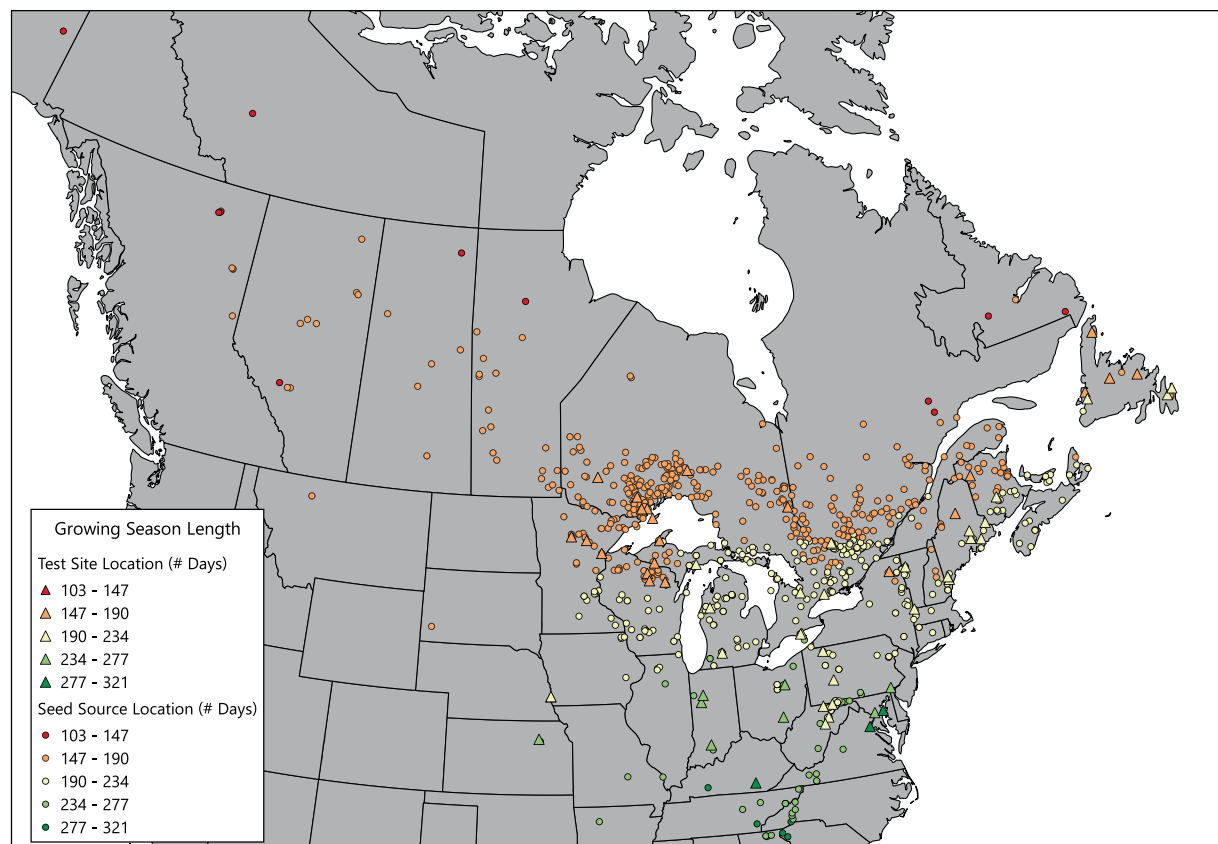 Growing Season Length
Test Site Location (# Days)
103 - 147
147 - 190
190 - 234
234 - 277
277 - 321
Seed Source Location (# Days)
103 - 147
147 - 190
190 - 234
234 - 277
277 - 321